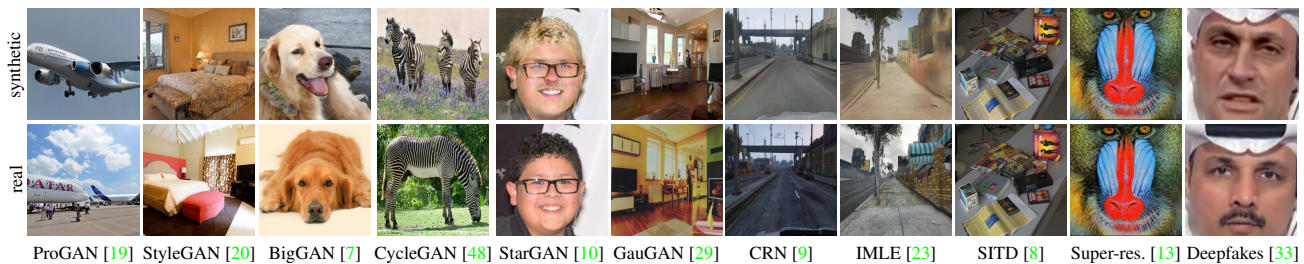 synthetic
real
QATAR
ProGAN [19] StyleGAN [20] BigGAN [7] CycleGAN [48] StarGAN [10] GauGAN [29] CRN [9] IMLE [23] SITD [8] Super-res. [13] Deepfakes [33]